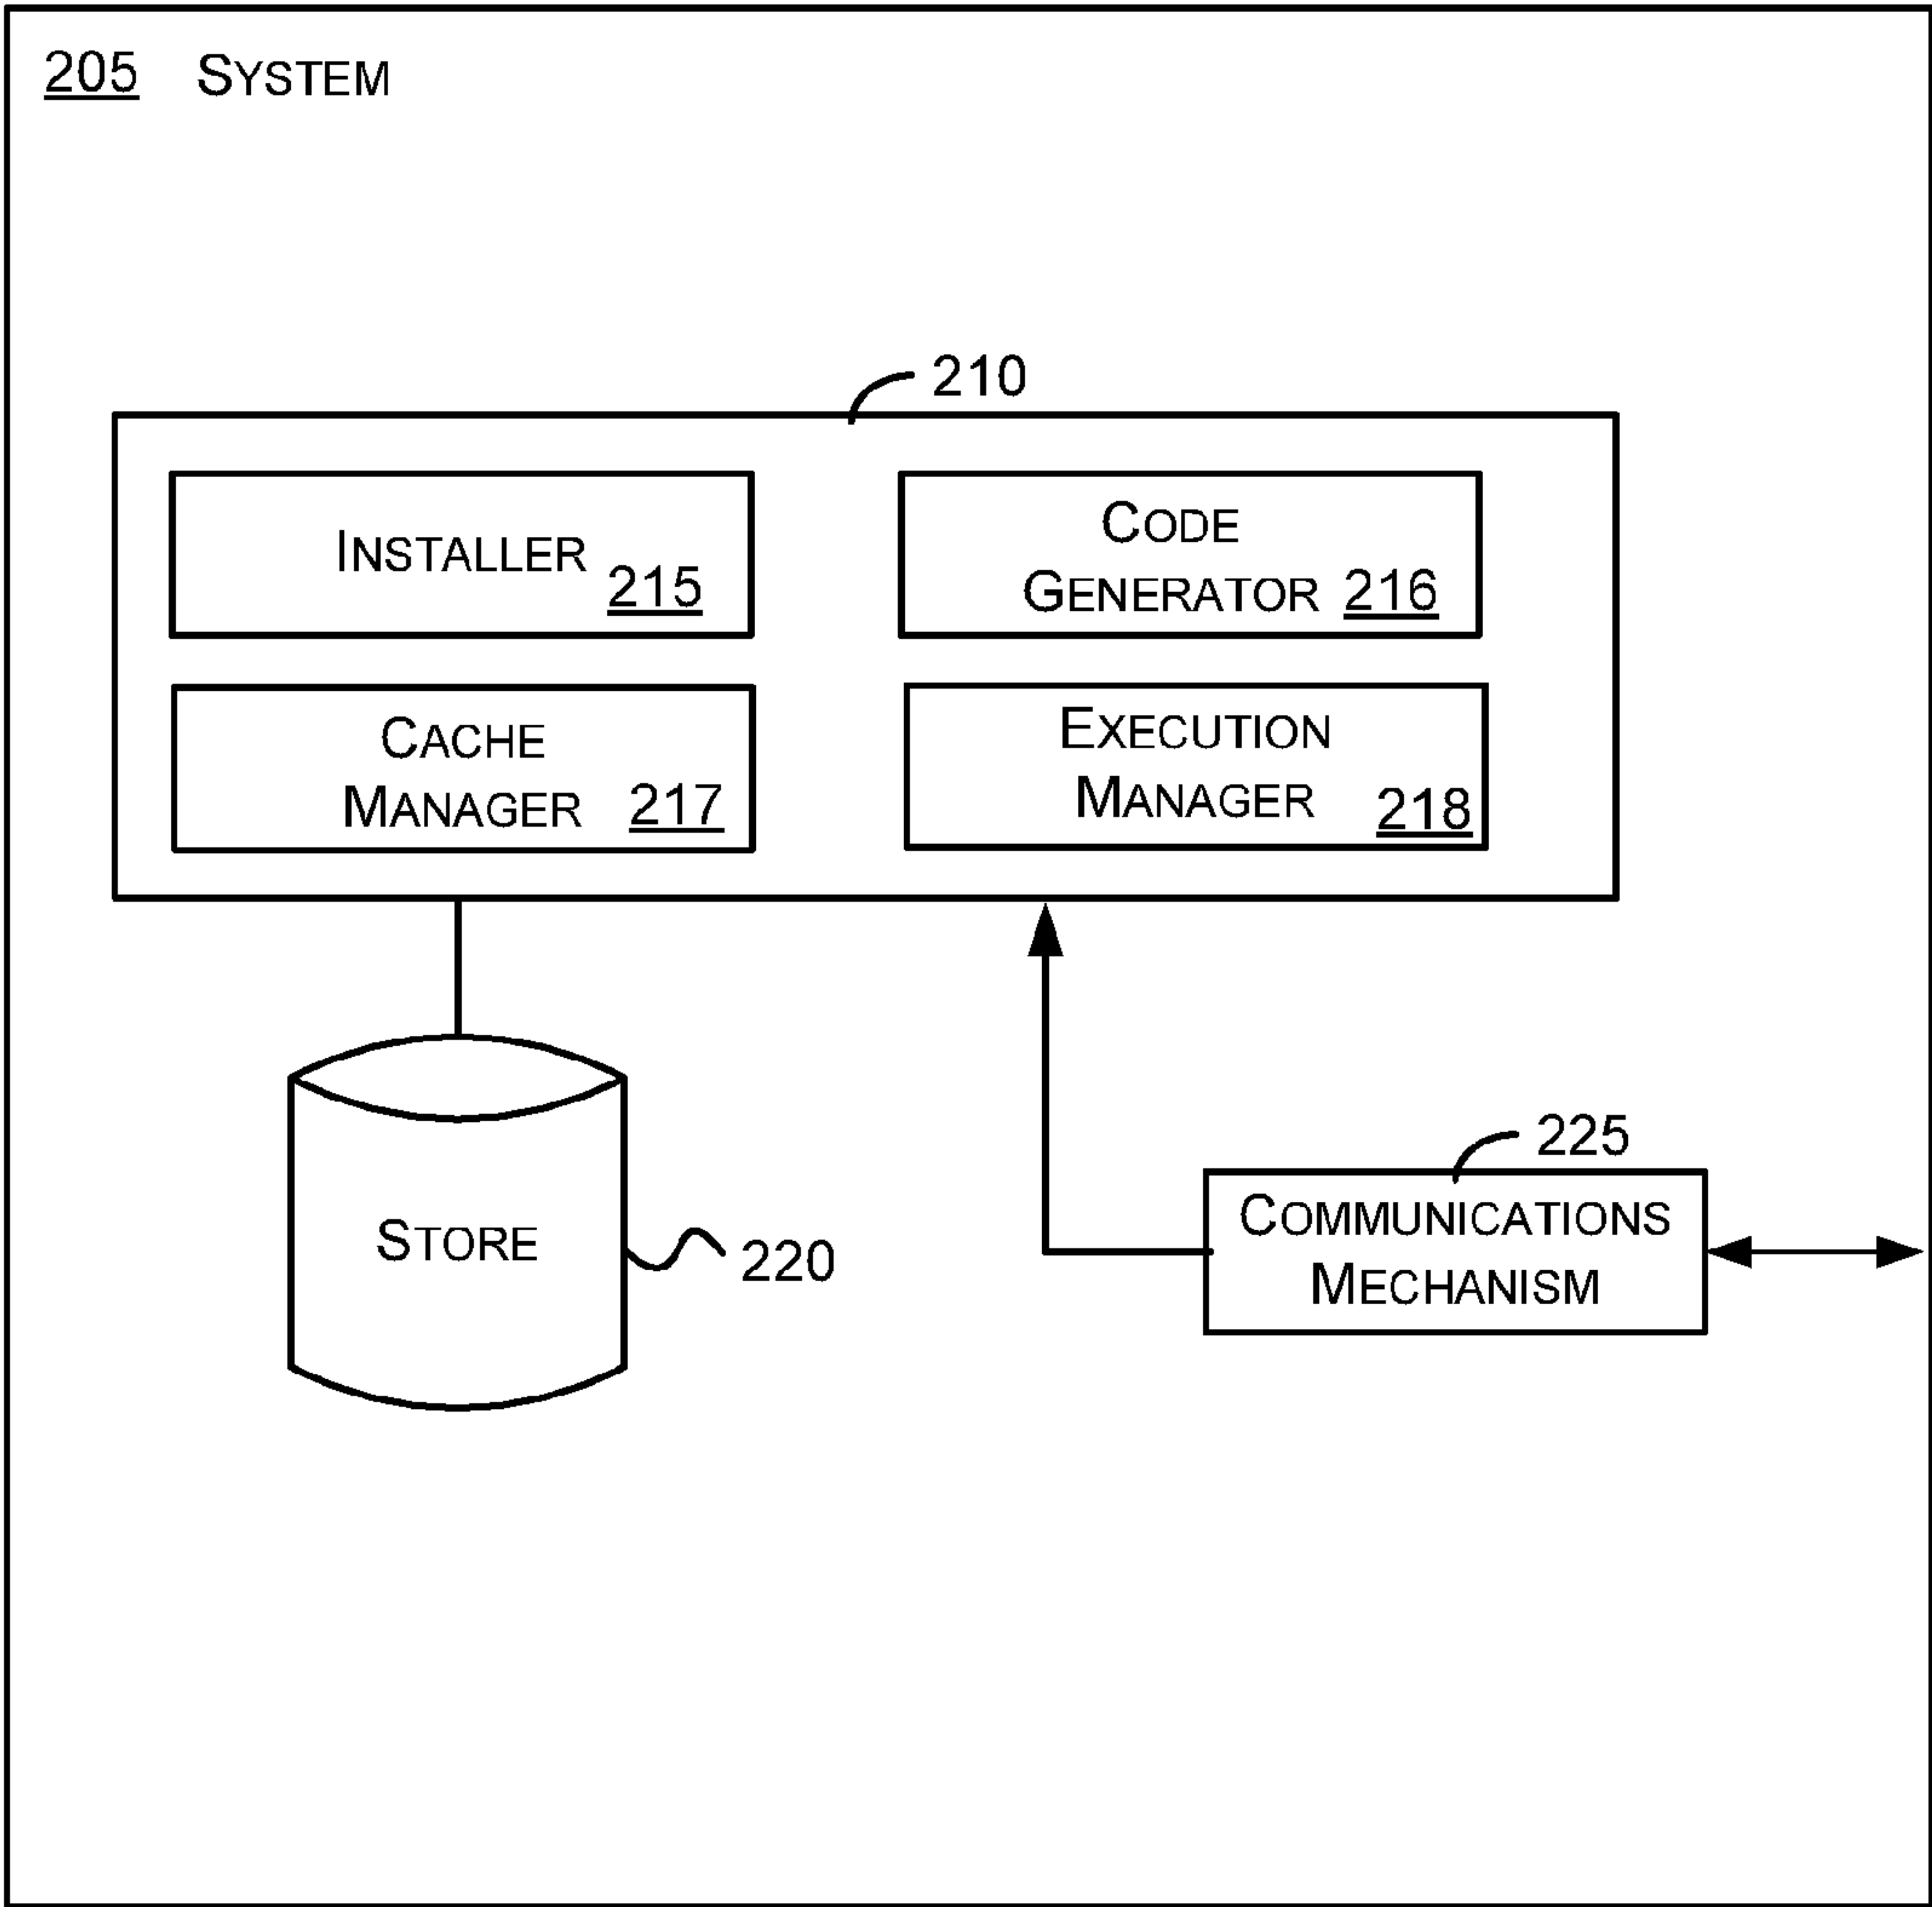 205 SYSTEM
210
INSTALLER 215
CODE
GENERATOR 216
CACHE
MANAGER 217
EXECUTION
MANAGER 218
225
COMMUNICATIONS
MECHANISM
STORE
220